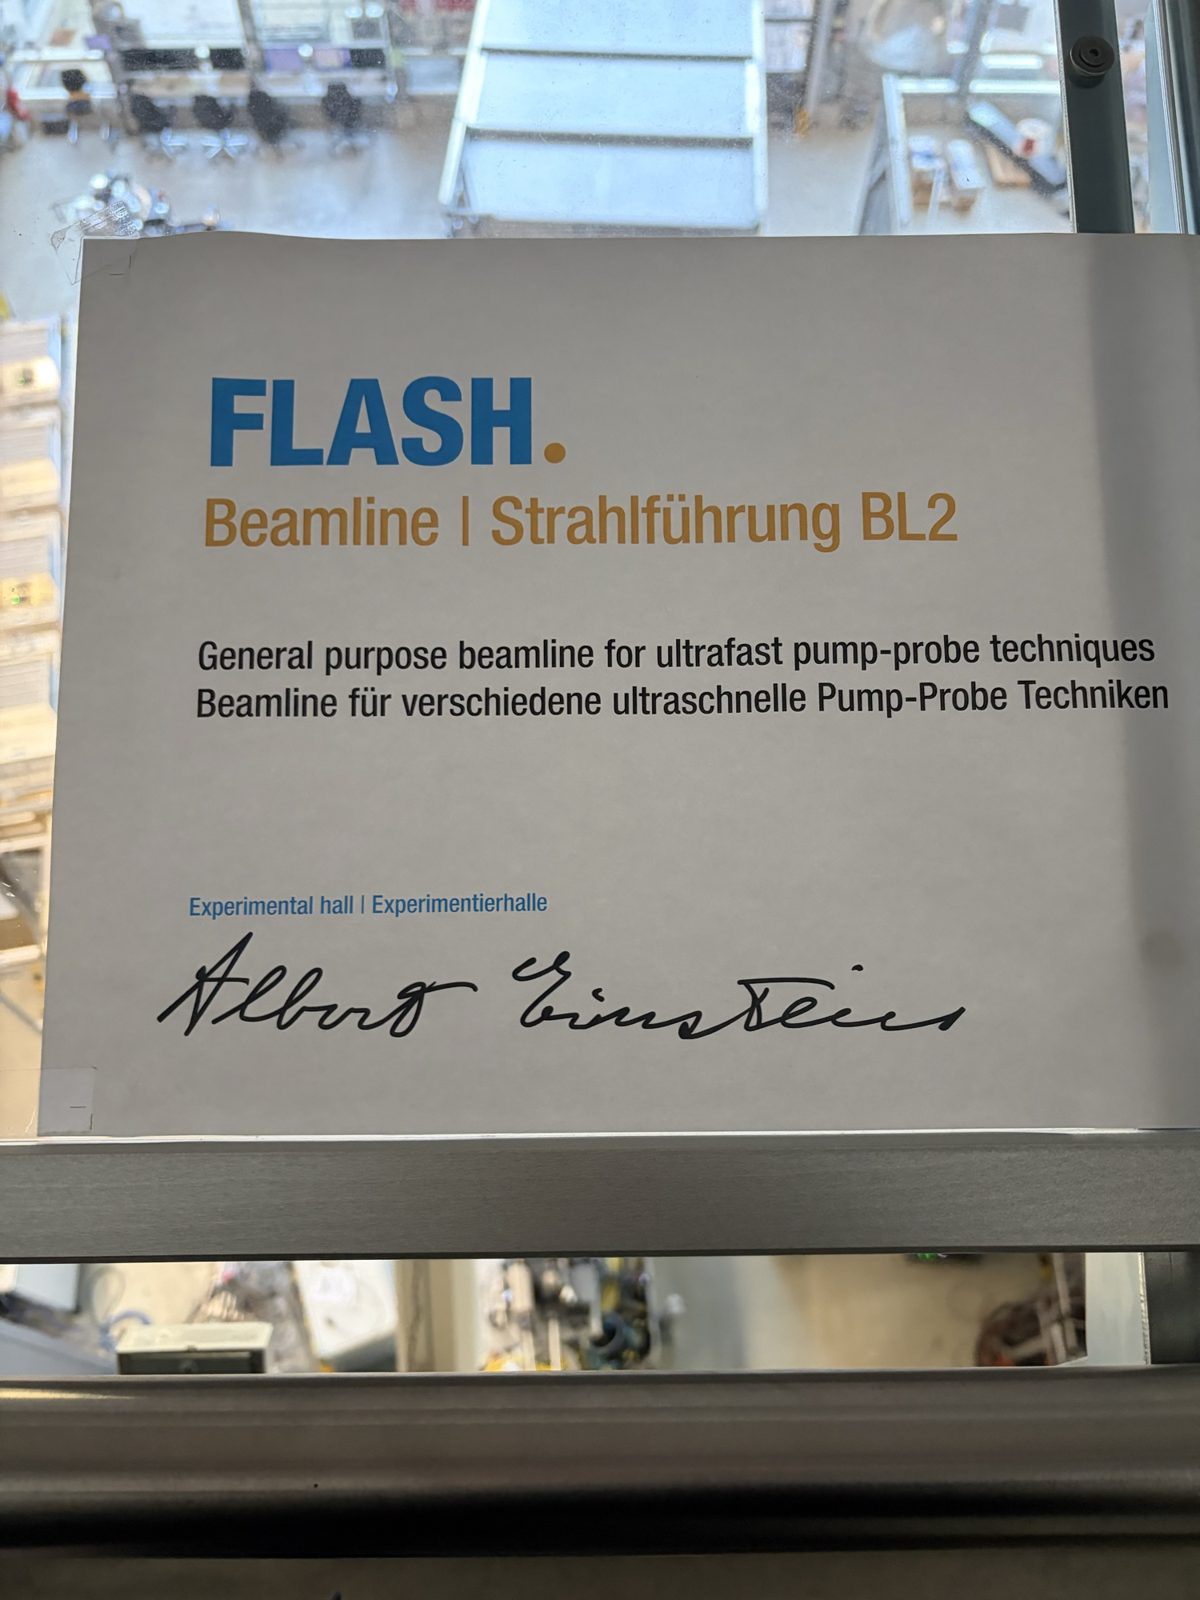 FLASH.
Beamline | Strahlführung BL2
General purpose beamline for ultrafast pump-probe techniques
Beamline für verschiedene ultraschnelle Pump-Probe Techniken
Experimental hall | Experimentierhalle
Albert Einstein